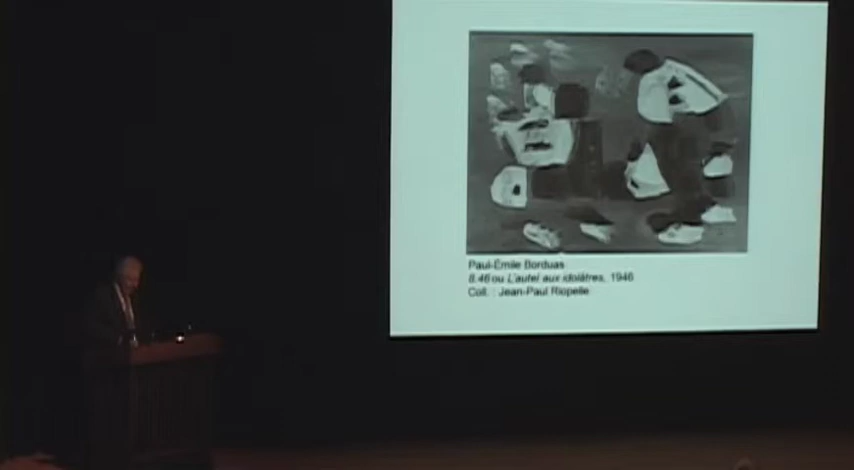 Paul-Émile Borduas
8.46 ou L'autel aux idolâtres, 1946
Coll. : Jean-Paul Riopelle